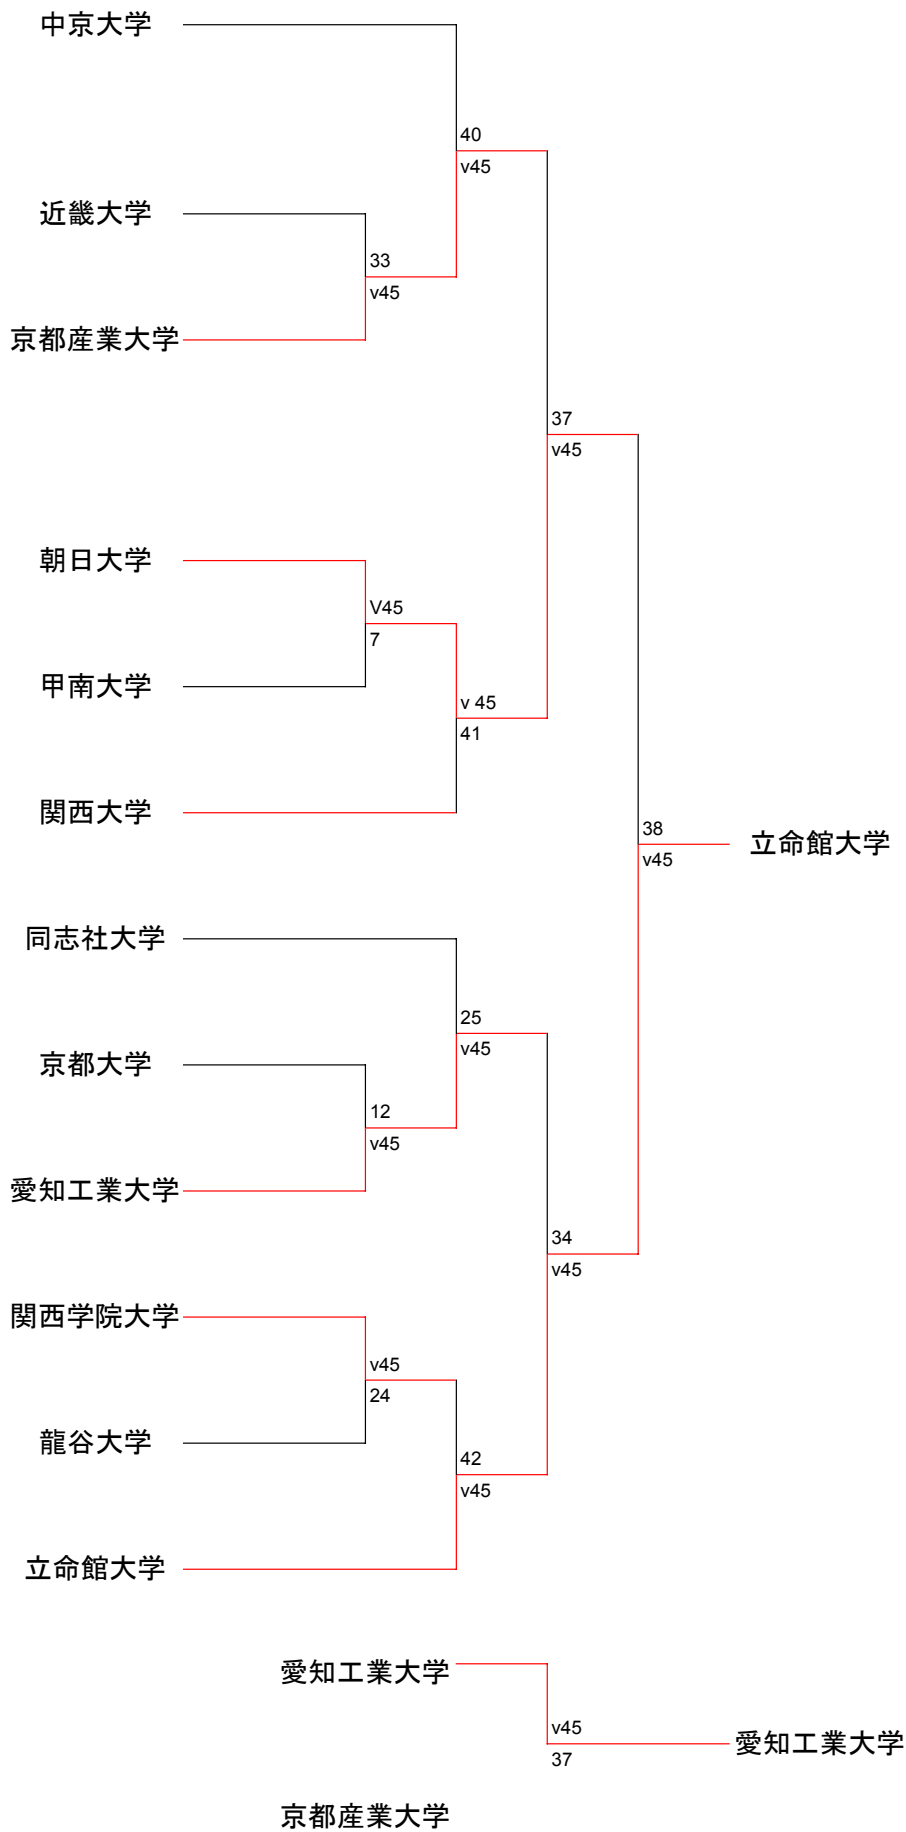 中京大学
40
v45
近畿大学
33
v45
京都産業大学
37
v45
朝日大学
V45
7
甲南大学
v 45
41
関西大学
38
v45
立命館大学
同志社大学
25
v45
京都大学
12
v45
愛知工業大学
34
v45
関西学院大学
v45
24
龍谷大学
42
v45
立命館大学
愛知工業大学
v45
37
愛知工業大学
京都産業大学